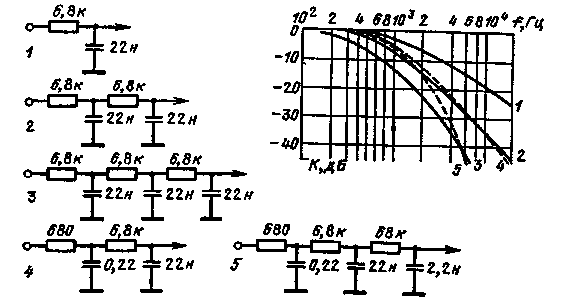 6,8к
22н
1
6,8к 6,8к
22н 22н
2
6,8к 6,8к 6,8к
22н 22н 22н
3
680 6,8к
0,22 22н
4
680 6,8к 68к
0,22 22н 2,2н
5
10² 2 4 6 8 10³ 2 4 6 8 10⁴ f,Гц
-10
-20
-30
-40
К,дБ
1
5 3 4 2